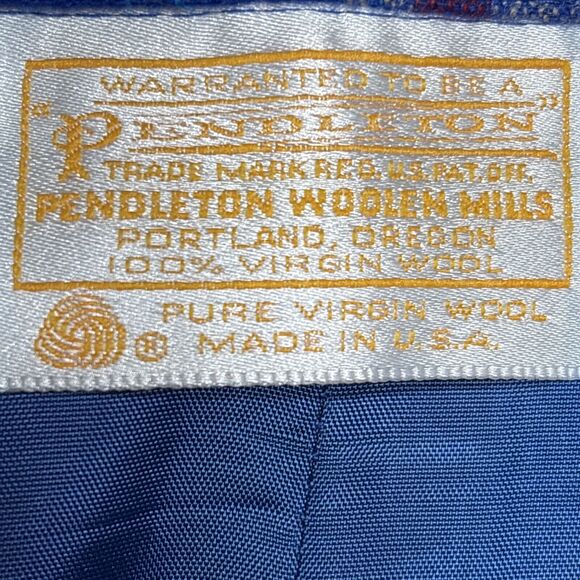 WARRANTED TO BE A
"PENDLETON"
TRADE MARK REG. U.S. PAT. OFF.
PENDLETON WOOLEN MILLS
PORTLAND, OREGON
100% VIRGIN WOOL
® PURE VIRGIN WOOL
MADE IN U.S.A.